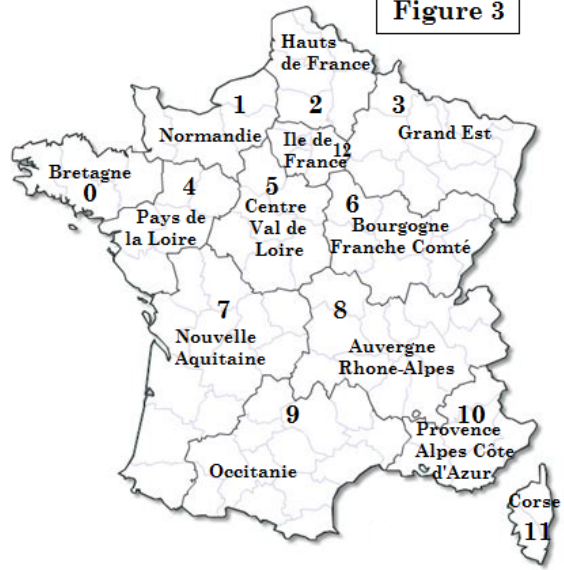 Figure 3
Hauts
de France
1
2
3
Normandie
Ile de
France
12
Grand Est
Bretagne
0
4
5
6
Pays de
la Loire
Centre
Val de
Loire
Bourgogne
Franche Comté
7
8
Nouvelle
Aquitaine
Auvergne
Rhone-Alpes
9
10
Provence
Alpes Côte
d'Azur
Occitanie
Corse
11